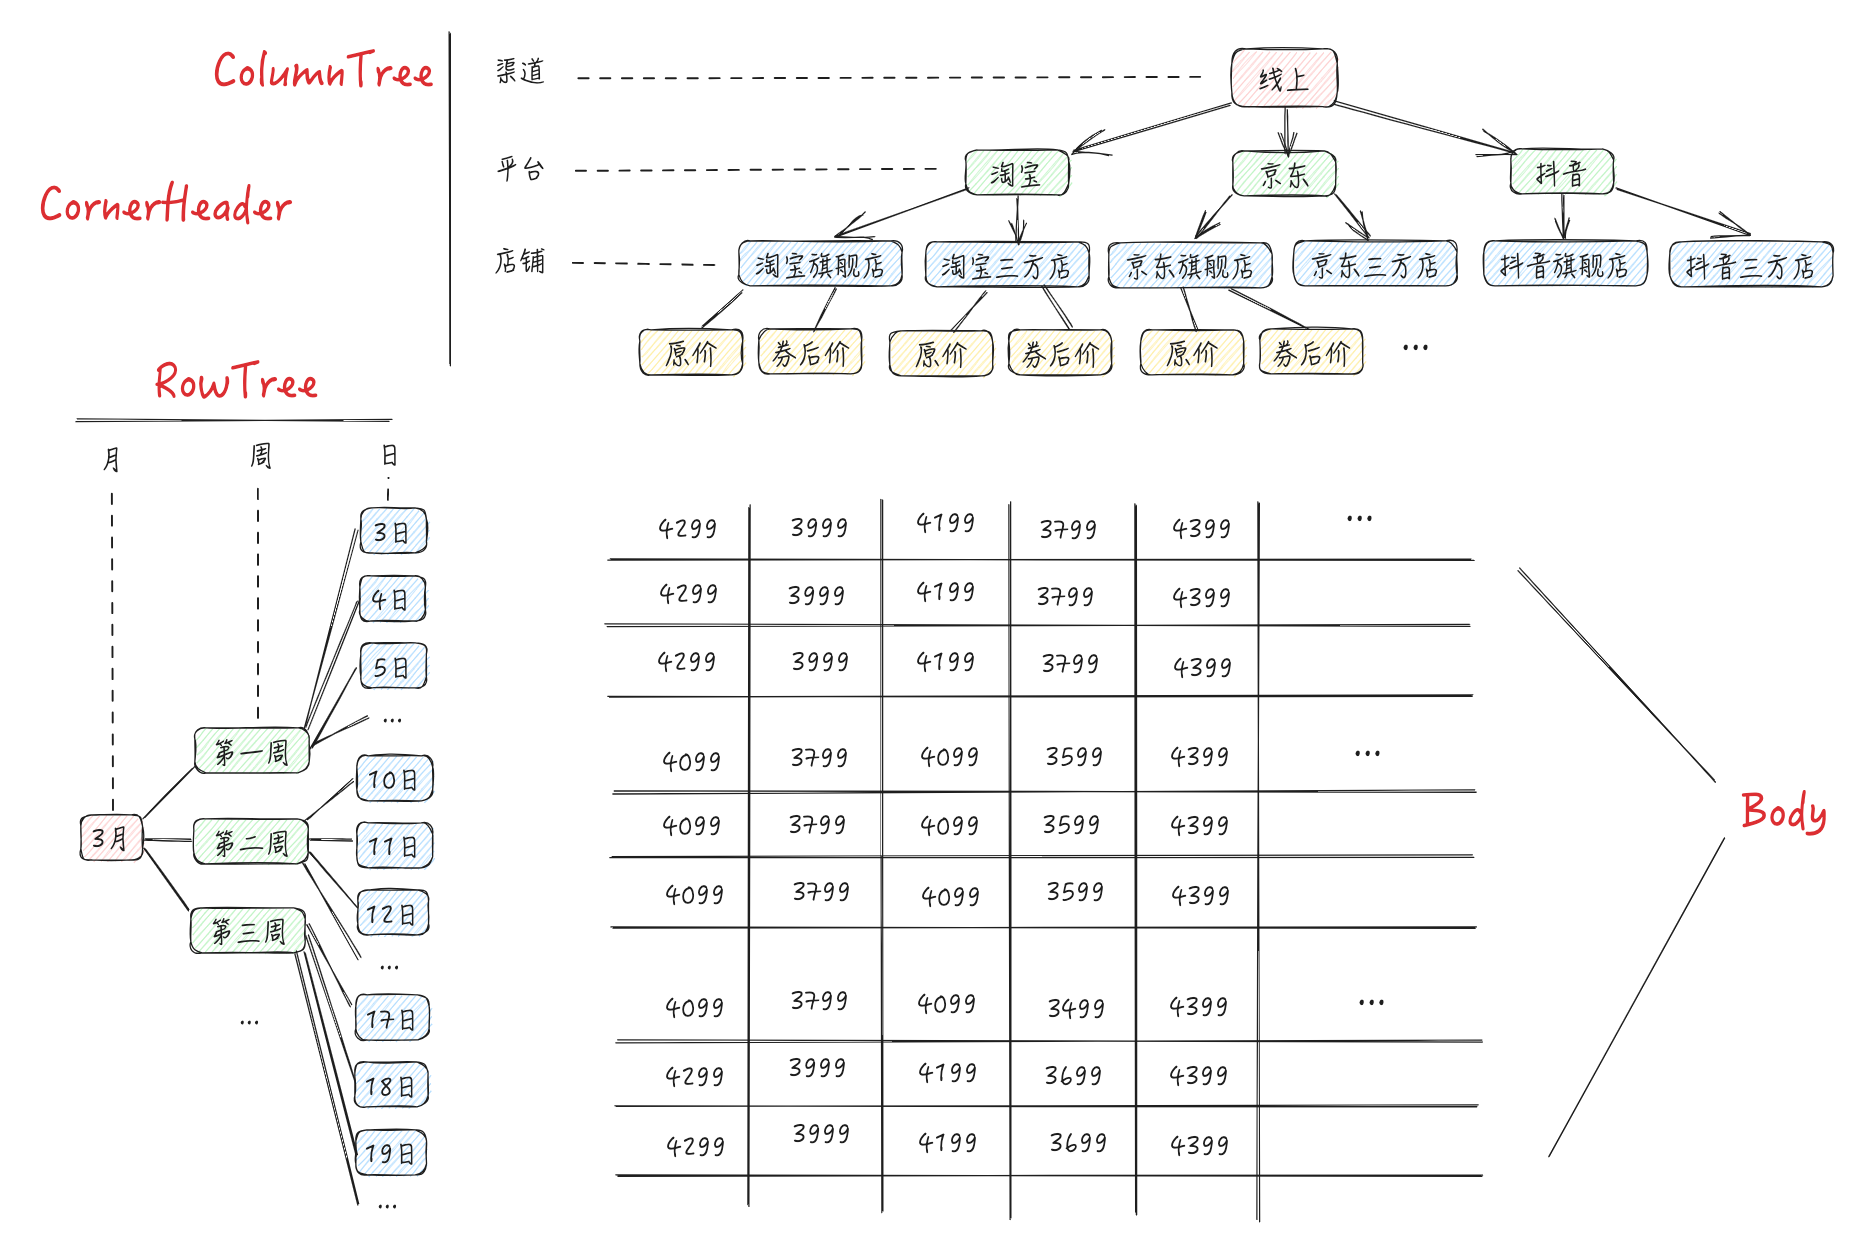 ColumnTree
渠道
线上
平台
淘宝
京东
抖音
CornerHeader
店铺
淘宝旗舰店
淘宝三方店
京东旗舰店
京东三方店
抖音旗舰店
抖音三方店
原价
券后价
原价
券后价
原价
券后价
...
RowTree
月
周
日
3日
4日
5日
...
第一周
10日
11日
3月
第二周
12日
...
第三周
17日
18日
19日
...
...
4299 3999 4199 3799 4399 ...
4299 3999 4199 3799 4399
4299 3999 4199 3799 4399
4099 3799 4099 3599 4399 ...
4099 3799 4099 3599 4399
4099 3799 4099 3599 4399
4099 3799 4099 3499 4399 ...
4299 3999 4199 3699 4399
4299 3999 4199 3699 4399
Body